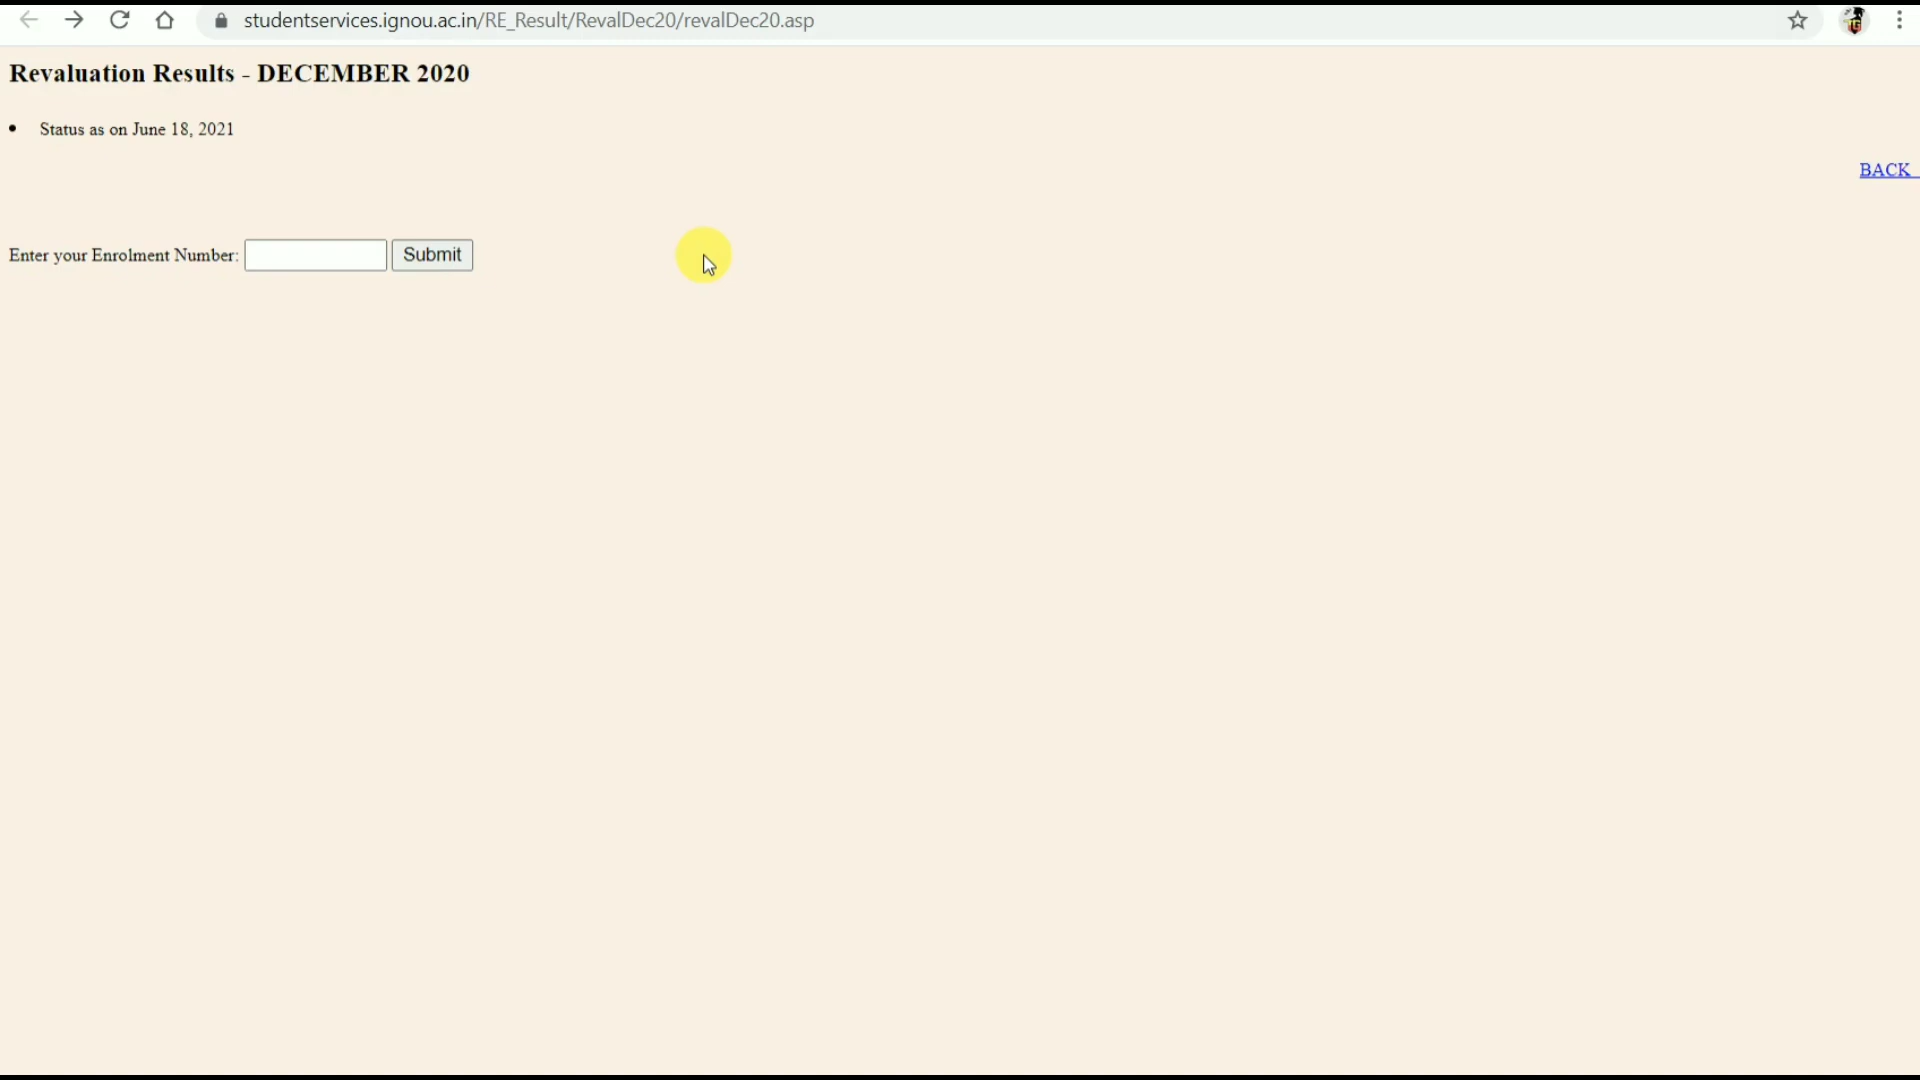 studentservices.ignou.ac.in/RE_Result/RevalDec20/revalDec20.asp
Revaluation Results - DECEMBER 2020
• Status as on June 18, 2021
BACK
Enter your Enrolment Number: Submit